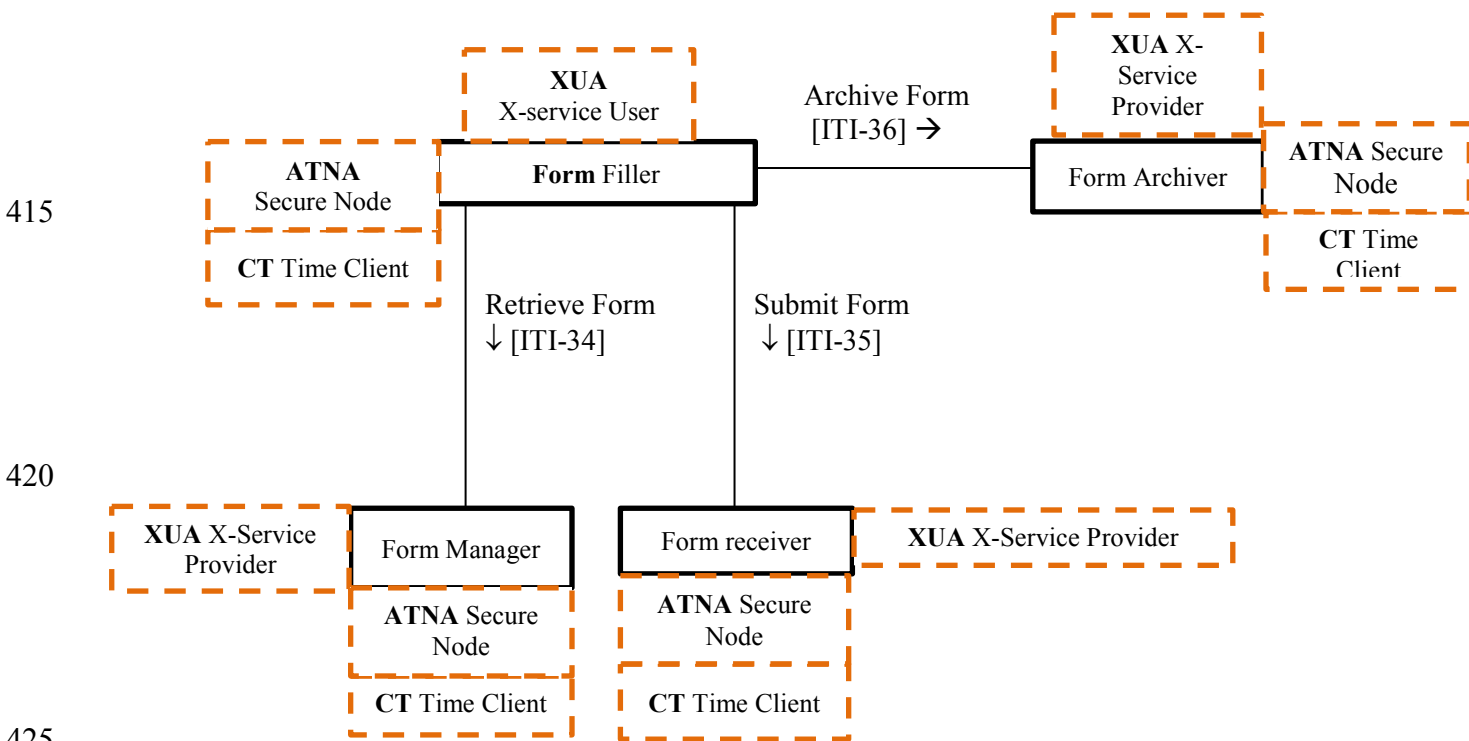 XUA
X-service User
Archive Form
[ITI-36] →
XUA X-
Service
Provider
ATNA
Secure Node
Form Filler
Form Archiver
ATNA Secure
Node
415
CT Time Client
CT Time
Client
Retrieve Form
↓ [ITI-34]
Submit Form
↓ [ITI-35]
420
XUA X-Service
Provider
Form Manager
Form receiver
XUA X-Service Provider
ATNA Secure
Node
ATNA Secure
Node
CT Time Client
CT Time Client
425